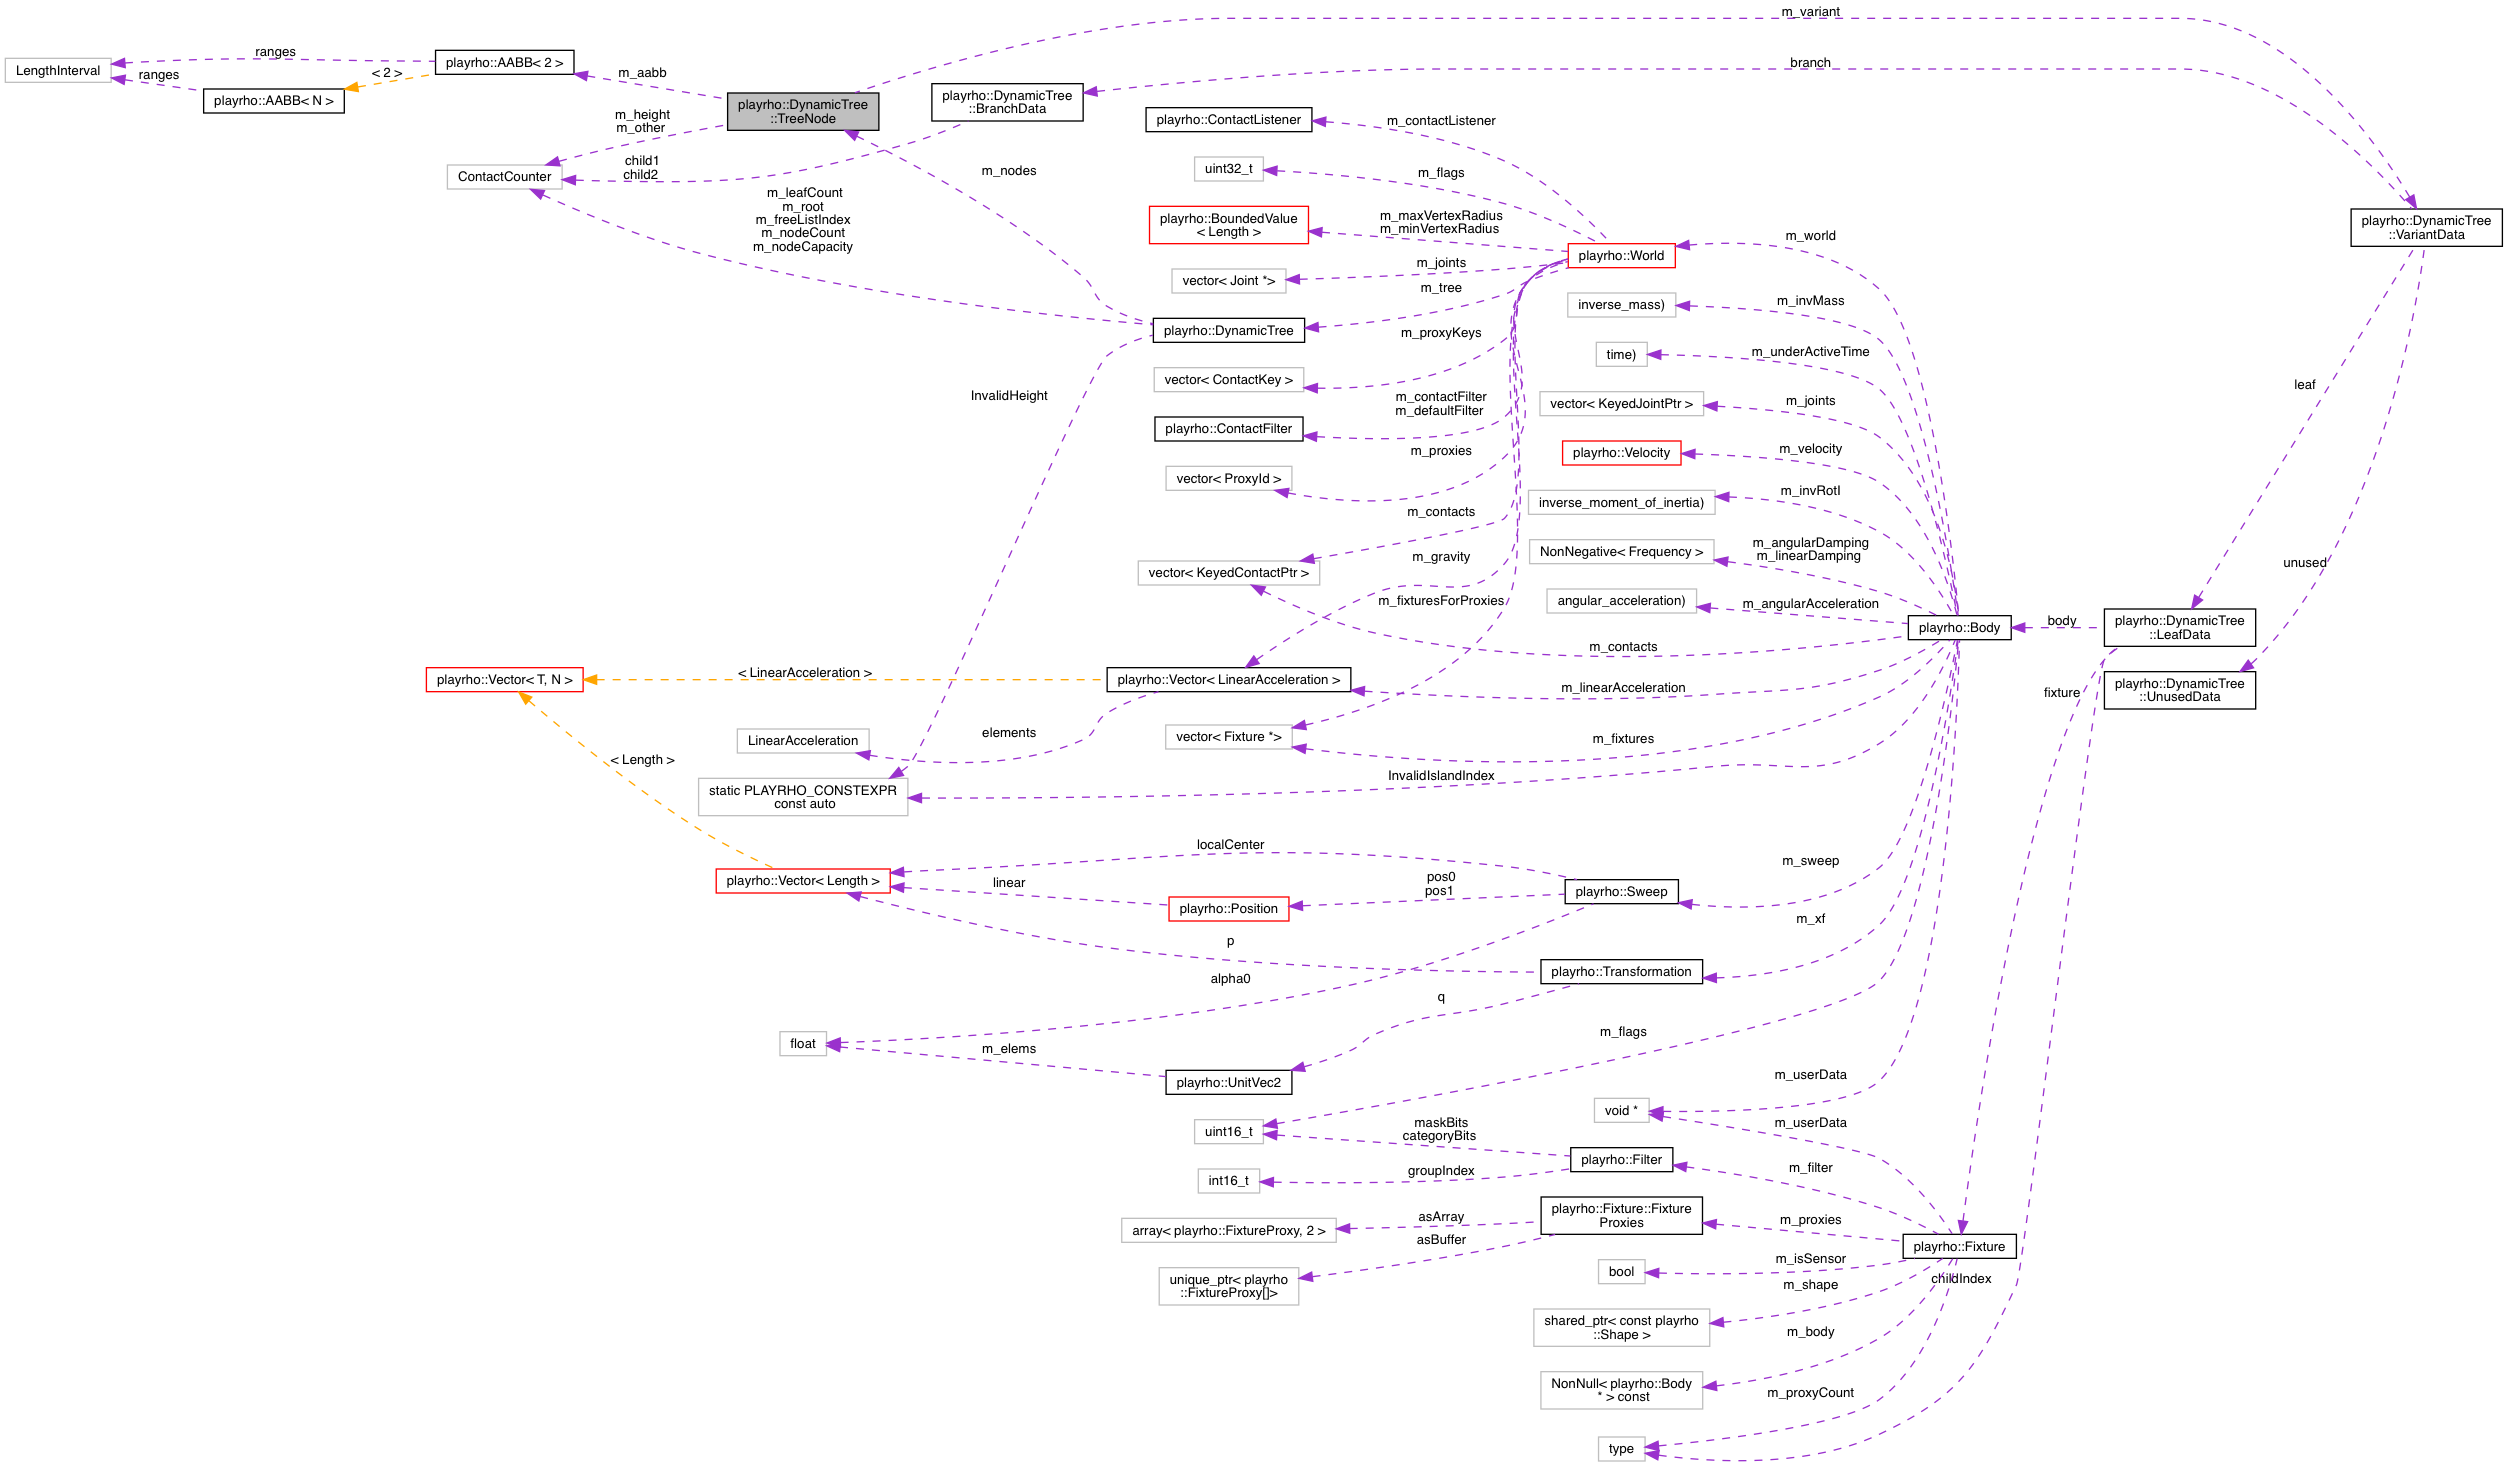 m_variant
ranges
LengthInterval
ranges
playrho::AABB< 2 >
< 2 >
playrho::AABB< N >
m_aabb
playrho::DynamicTree
::TreeNode
branch
playrho::DynamicTree
::BranchData
m_height
m_other
ContactCounter
child1
child2
m_leafCount
m_root
m_freeListIndex
m_nodeCount
m_nodeCapacity
m_nodes
playrho::ContactListener
m_contactListener
uint32_t
m_flags
playrho::BoundedValue
< Length >
m_maxVertexRadius
m_minVertexRadius
playrho::World
m_world
playrho::DynamicTree
::VariantData
vector< Joint *>
m_joints
m_tree
playrho::DynamicTree
InvalidHeight
m_proxyKeys
vector< ContactKey >
m_contactFilter
m_defaultFilter
playrho::ContactFilter
m_proxies
vector< ProxyId >
m_contacts
vector< KeyedContactPtr >
m_gravity
m_fixturesForProxies
inverse_mass)
m_invMass
time)
m_underActiveTime
vector< KeyedJointPtr >
m_joints
playrho::Velocity
m_velocity
inverse_moment_of_inertia)
m_invRotI
NonNegative< Frequency >
m_angularDamping
m_linearDamping
angular_acceleration)
m_angularAcceleration
playrho::Body
body
leaf
unused
playrho::DynamicTree
::LeafData
playrho::DynamicTree
::UnusedData
fixture
m_contacts
playrho::Vector< T, N >
< LinearAcceleration >
playrho::Vector< LinearAcceleration >
m_linearAcceleration
LinearAcceleration
elements
vector< Fixture *>
m_fixtures
< Length >
static PLAYRHO_CONSTEXPR
const auto
InvalidIslandIndex
playrho::Vector< Length >
localCenter
linear
playrho::Position
pos0
pos1
playrho::Sweep
m_sweep
p
alpha0
playrho::Transformation
m_xf
q
float
m_elems
playrho::UnitVec2
m_flags
uint16_t
void *
m_userData
m_userData
maskBits
categoryBits
playrho::Filter
m_filter
int16_t
groupIndex
array< playrho::FixtureProxy, 2 >
asArray
asBuffer
playrho::Fixture::Fixture
Proxies
m_proxies
playrho::Fixture
unique_ptr< playrho
::FixtureProxy[]>
bool
m_isSensor
childIndex
m_shape
shared_ptr< const playrho
::Shape >
m_body
NonNull< playrho::Body
* > const
m_proxyCount
type